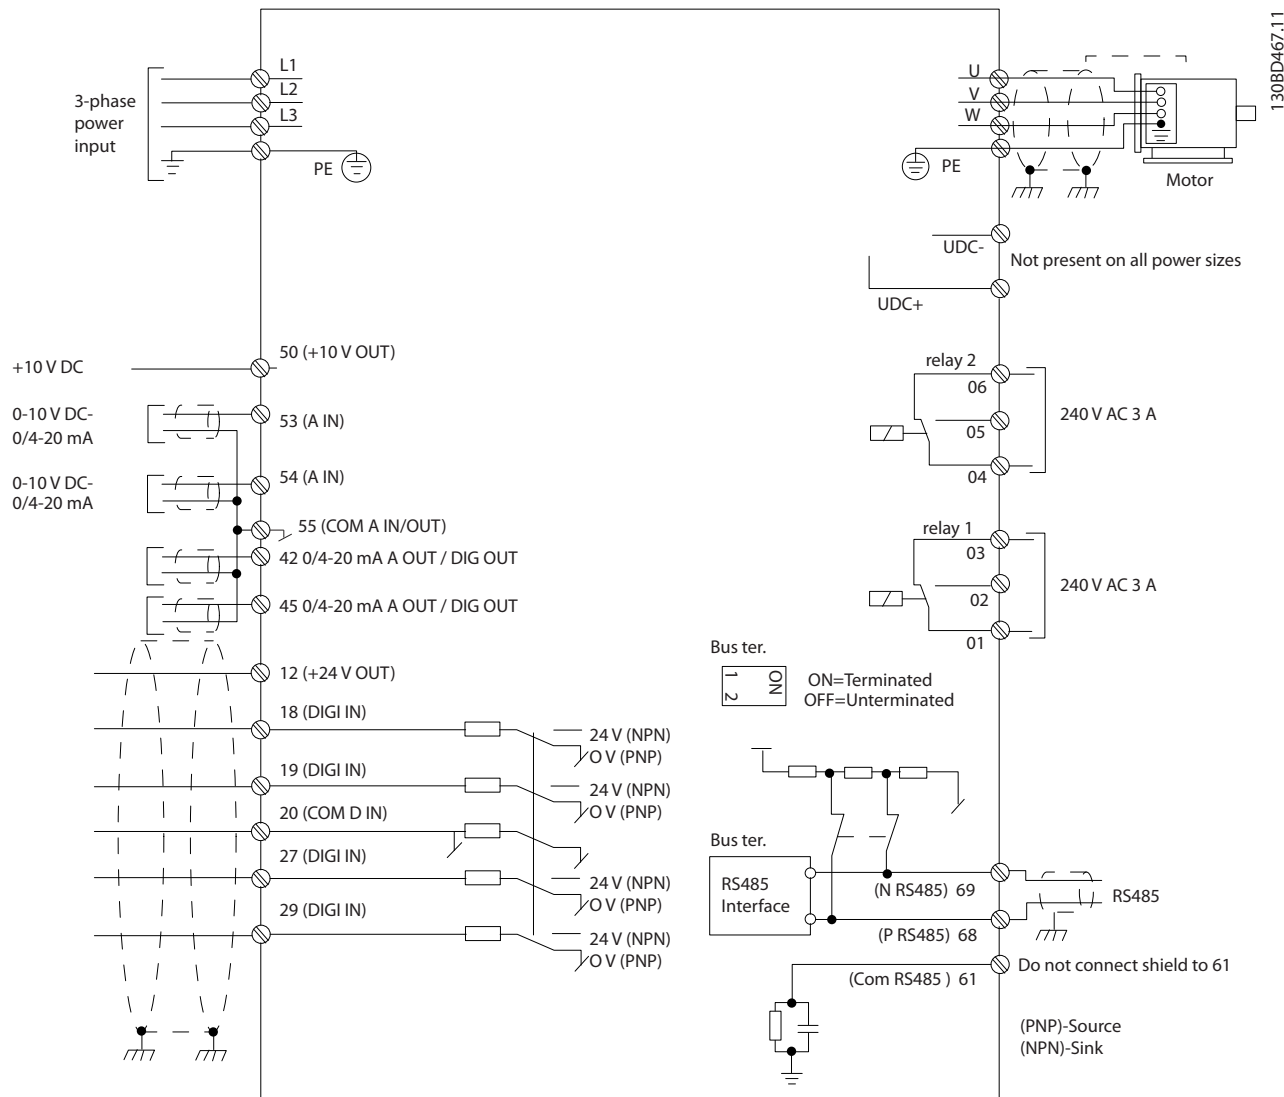 130BD467.11
L1
L2
L3
3-phase
power
input
PE
U
V
W
PE
Motor
UDC-
Not present on all power sizes
UDC+
+10 V DC
50 (+10 V OUT)
0-10 V DC-
0/4-20 mA
53 (A IN)
0-10 V DC-
0/4-20 mA
54 (A IN)
55 (COM A IN/OUT)
42 0/4-20 mA A OUT / DIG OUT
45 0/4-20 mA A OUT / DIG OUT
relay 2
06
05
04
240 V AC 3 A
relay 1
03
02
01
240 V AC 3 A
12 (+24 V OUT)
18 (DIGI IN)
24 V (NPN)
O V (PNP)
19 (DIGI IN)
24 V (NPN)
O V (PNP)
20 (COM D IN)
27 (DIGI IN)
24 V (NPN)
O V (PNP)
29 (DIGI IN)
24 V (NPN)
O V (PNP)
Bus ter.
1
2
ON
ON=Terminated
OFF=Unterminated
Bus ter.
RS485
Interface
(N RS485) 69
RS485
(P RS485) 68
(Com RS485 ) 61
Do not connect shield to 61
(PNP)-Source
(NPN)-Sink